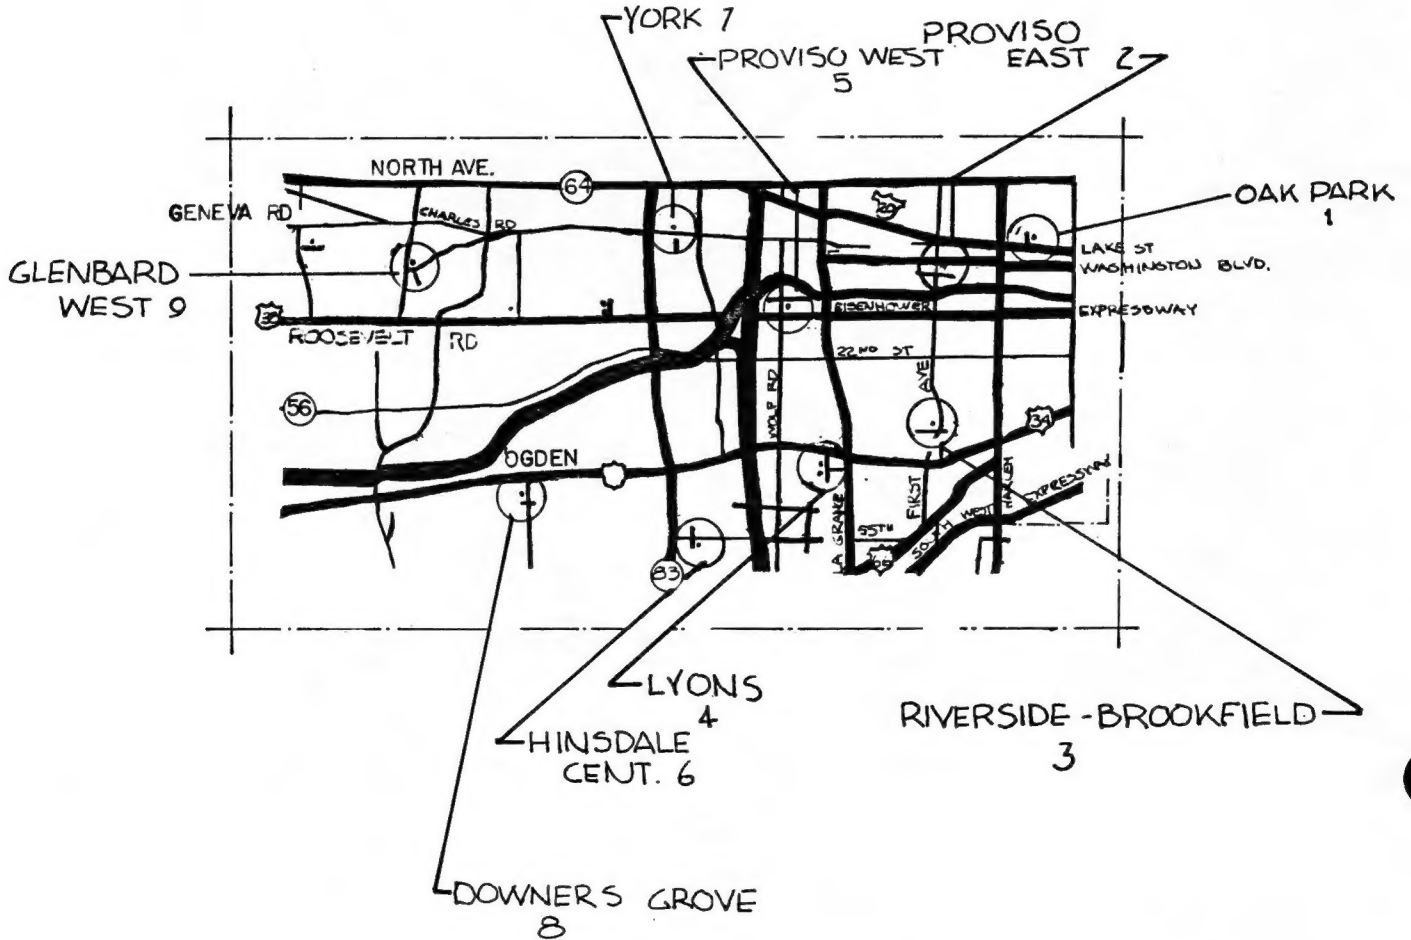 YORK 7
PROVISO WEST
5
PROVISO
EAST 2
OAK PARK
1
NORTH AVE.
64
GENEVA RD
CHARLES RD
20
LAKE ST
WASHINGTON BLVD.
GLENBARD
WEST 9
EISENHOWER
EXPRESSWAY
ROOSEVELT RD
22ND ST
WOLF RD
AVE
FIRST
56
34
OGDEN
HARLEM
LA GRANGE
55TH
SOUTH WEST EXPRESSWAY
83
LYONS
4
HINSDALE
CENT. 6
RIVERSIDE-BROOKFIELD
3
DOWNERS GROVE
8